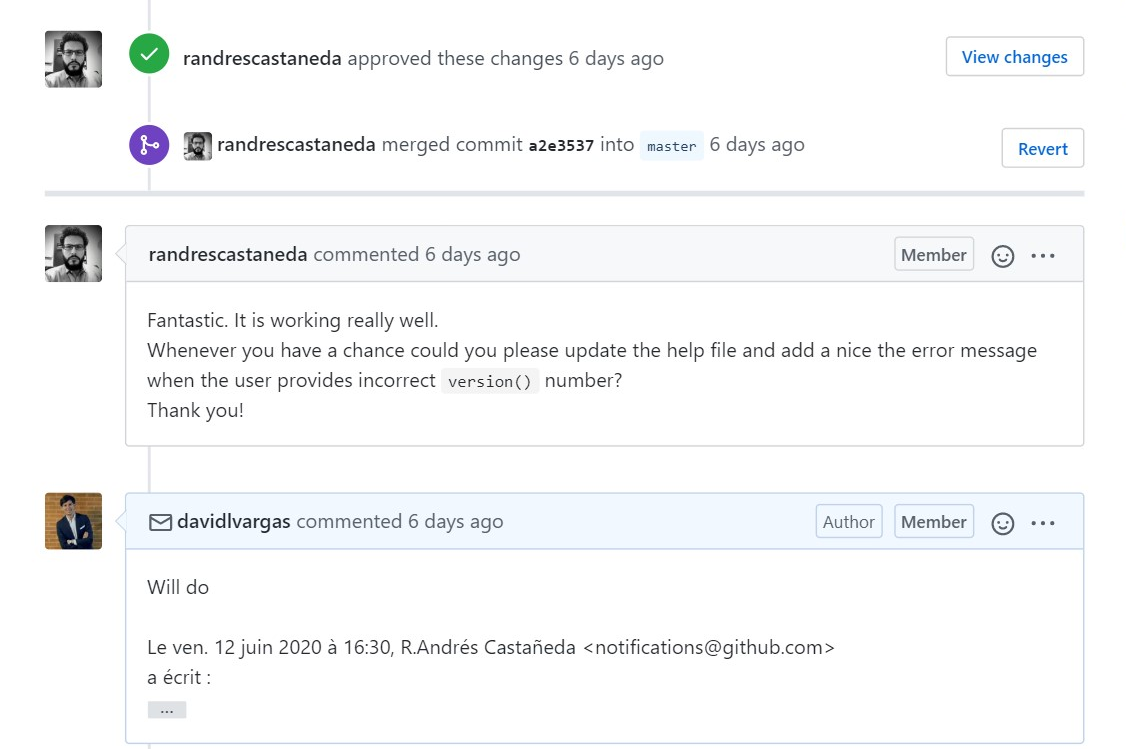 randrescastaneda approved these changes 6 days ago
View changes
randrescastaneda merged commit a2e3537 into master 6 days ago
Revert
randrescastaneda commented 6 days ago
Member
Fantastic. It is working really well.
Whenever you have a chance could you please update the help file and add a nice the error message
when the user provides incorrect version() number?
Thank you!
davidlvargas commented 6 days ago
Author
Member
Will do
Le ven. 12 juin 2020 à 16:30, R.Andrés Castañeda <notifications@github.com>
a écrit :
...